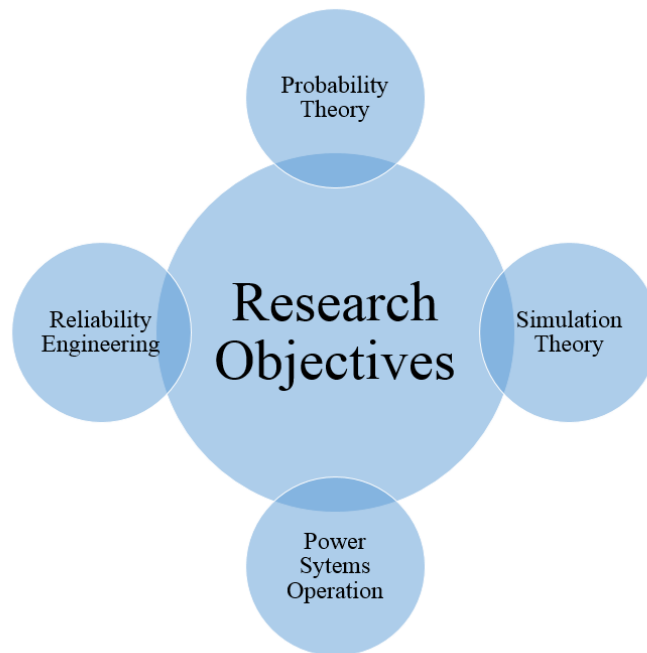 Probability
Theory
Reliability
Engineering
Research
Objectives
Simulation
Theory
Power
Sytems
Operation